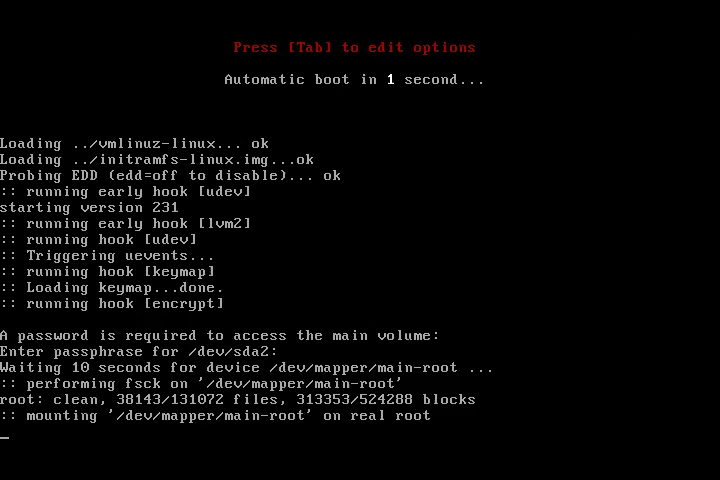 Press [Tab] to edit options
Automatic boot in 1 second...
Loading ../vmlinuz-linux... ok
Loading ../initramfs-linux.img...ok
Probing EDD (edd=off to disable)... ok
:: running early hook [udev]
starting version 231
:: running early hook [lvm2]
:: running hook [udev]
:: Triggering uevents...
:: running hook [keymap]
:: Loading keymap...done.
:: running hook [encrypt]
A password is required to access the main volume:
Enter passphrase for /dev/sda2:
Waiting 10 seconds for device /dev/mapper/main-root ...
:: performing fsck on '/dev/mapper/main-root'
root: clean, 38143/131072 files, 313353/524288 blocks
:: mounting '/dev/mapper/main-root' on real root